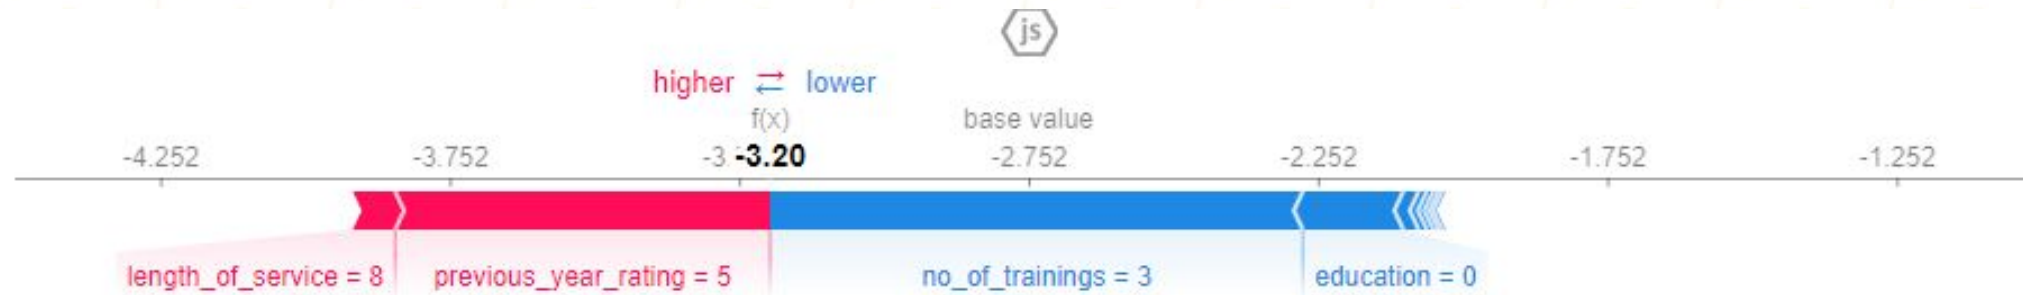 js
higher ⇄ lower
f(x) base value
-4.252 -3.752 -3 -3.20 -2.752 -2.252 -1.752 -1.252
length_of_service = 8 previous_year_rating = 5 no_of_trainings = 3 education = 0